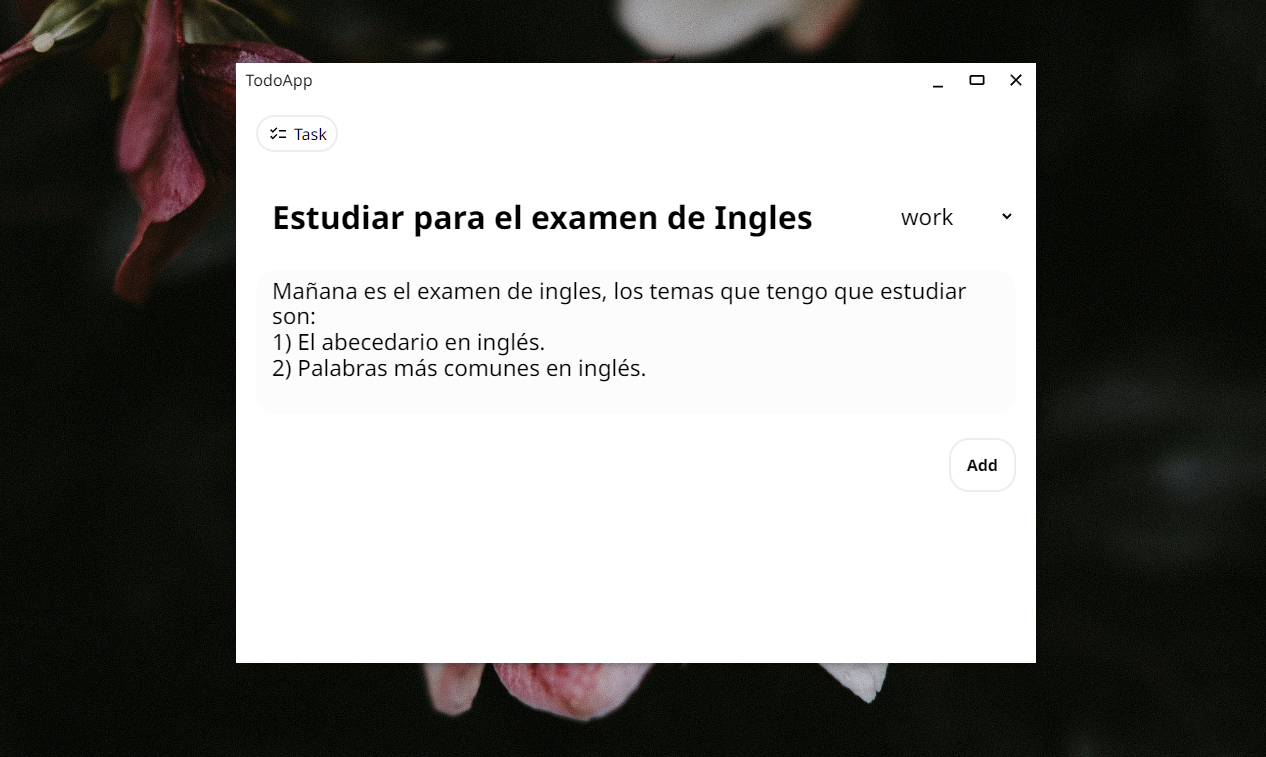 TodoApp
Task
Estudiar para el examen de Ingles
work
Mañana es el examen de ingles, los temas que tengo que estudiar
son:
1) El abecedario en inglés.
2) Palabras más comunes en inglés.
Add